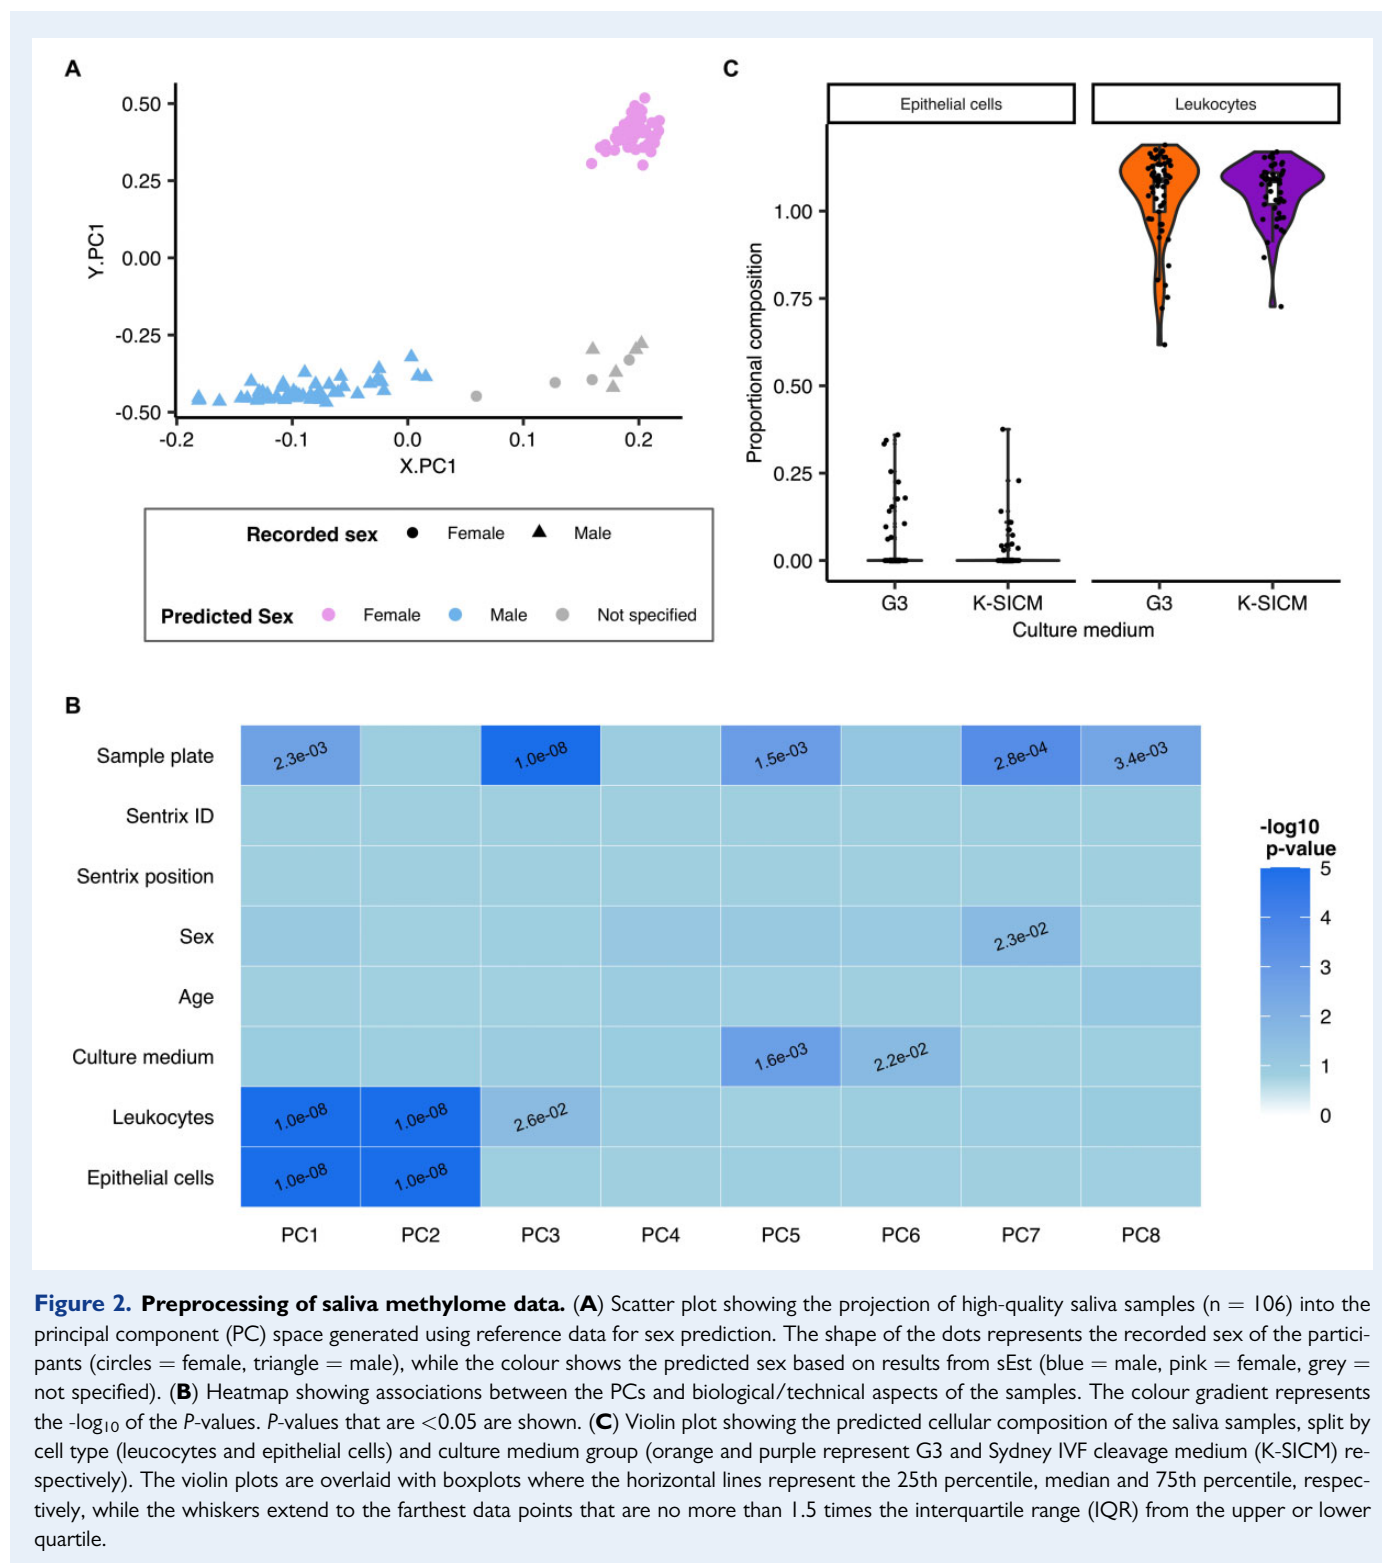 A
0.50
0.25
0.00
-0.25
-0.50
Y.PC1
-0.2 -0.1 0.0 0.1 0.2
X.PC1
Recorded sex Female Male
Predicted Sex Female Male Not specified
C
Epithelial cells Leukocytes
1.00
0.75
0.50
0.25
0.00
Proportional composition
G3 K-SICM G3 K-SICM
Culture medium
B
Sample plate 2.3e-03 1.0e-08 1.5e-03 2.8e-04 3.4e-03
Sentrix ID
Sentrix position
Sex 2.3e-02
Age
Culture medium 1.6e-03 2.2e-02
Leukocytes 1.0e-08 1.0e-08 2.6e-02
Epithelial cells 1.0e-08 1.0e-08
PC1 PC2 PC3 PC4 PC5 PC6 PC7 PC8
-log10
p-value
5
4
3
2
1
0
Figure 2. Preprocessing of saliva methylome data. (A) Scatter plot showing the projection of high-quality saliva samples (n = 106) into the
principal component (PC) space generated using reference data for sex prediction. The shape of the dots represents the recorded sex of the partici-
pants (circles = female, triangle = male), while the colour shows the predicted sex based on results from sEst (blue = male, pink = female, grey =
not specified). (B) Heatmap showing associations between the PCs and biological/technical aspects of the samples. The colour gradient represents
the -log10 of the P-values. P-values that are <0.05 are shown. (C) Violin plot showing the predicted cellular composition of the saliva samples, split by
cell type (leucocytes and epithelial cells) and culture medium group (orange and purple represent G3 and Sydney IVF cleavage medium (K-SICM) re-
spectively). The violin plots are overlaid with boxplots where the horizontal lines represent the 25th percentile, median and 75th percentile, respec-
tively, while the whiskers extend to the farthest data points that are no more than 1.5 times the interquartile range (IQR) from the upper or lower
quartile.